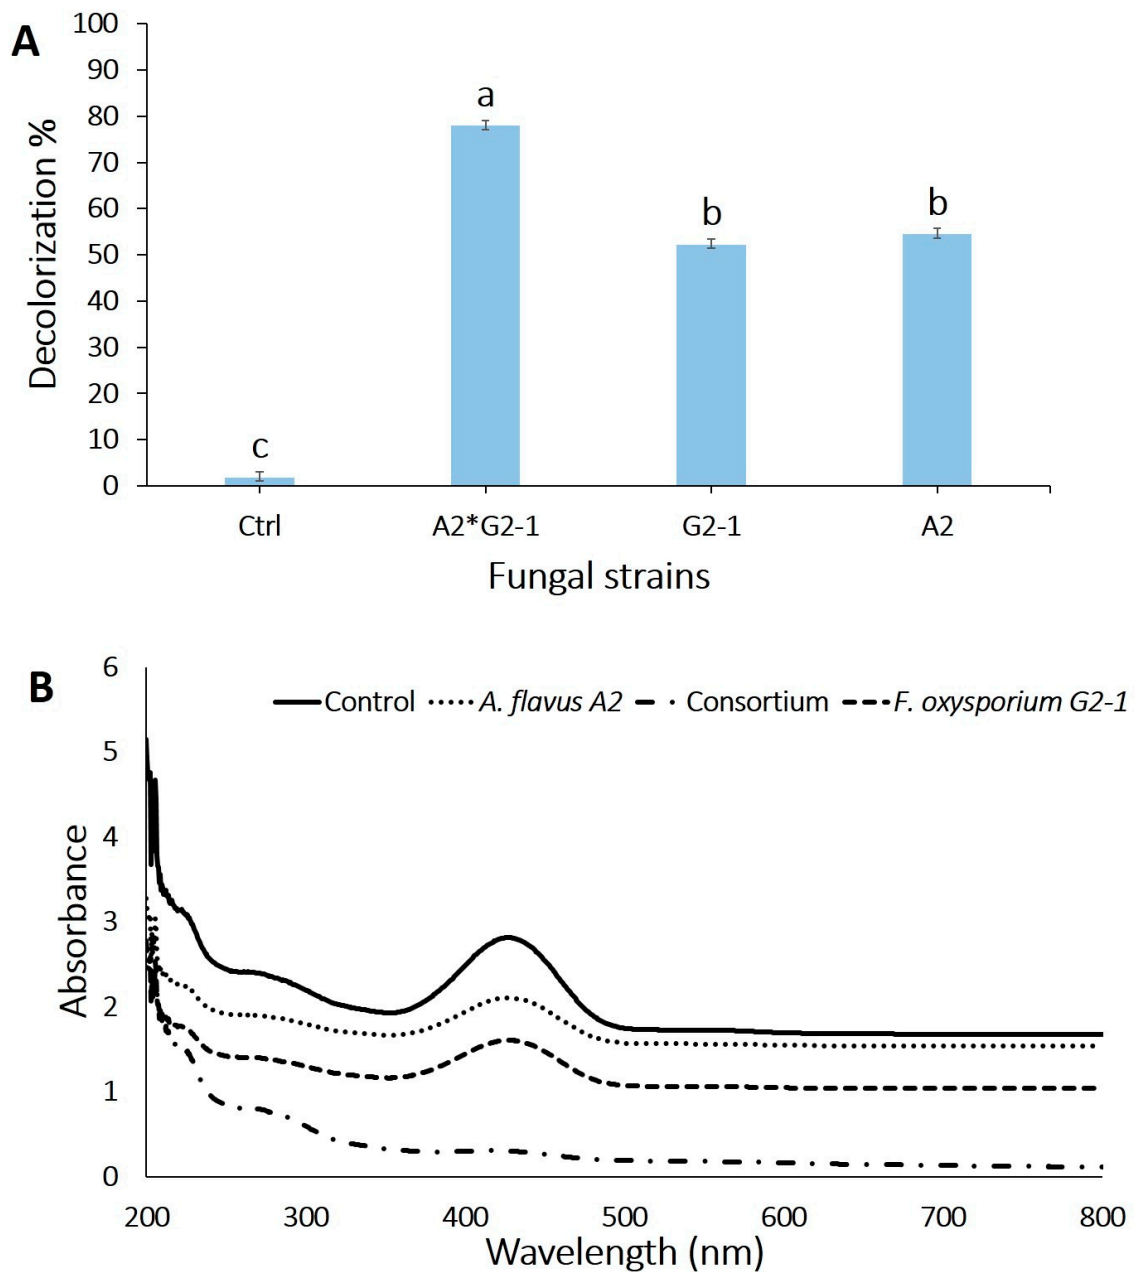 A
100
90
80
70
60
50
40
30
20
10
0
Decolorization %
c
a
b
b
Ctrl A2*G2-1 G2-1 A2
Fungal strains
B
6
5
4
3
2
1
0
Absorbance
Control A. flavus A2 Consortium F. oxysporium G2-1
200 300 400 500 600 700 800
Wavelength (nm)